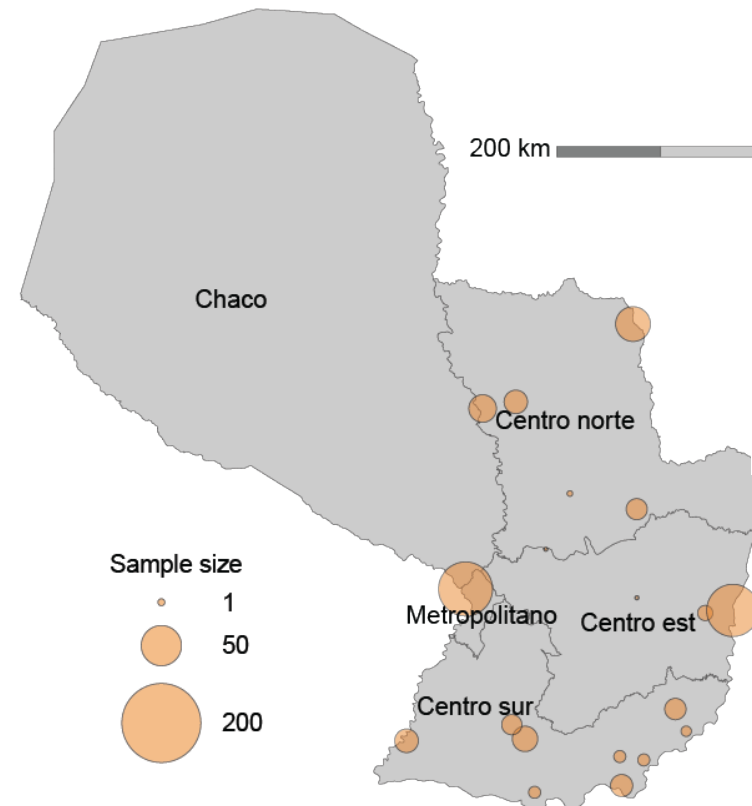 200 km
Chaco
Centro norte
Sample size
1
50
200
Metropolitano
Centro est
Centro sur